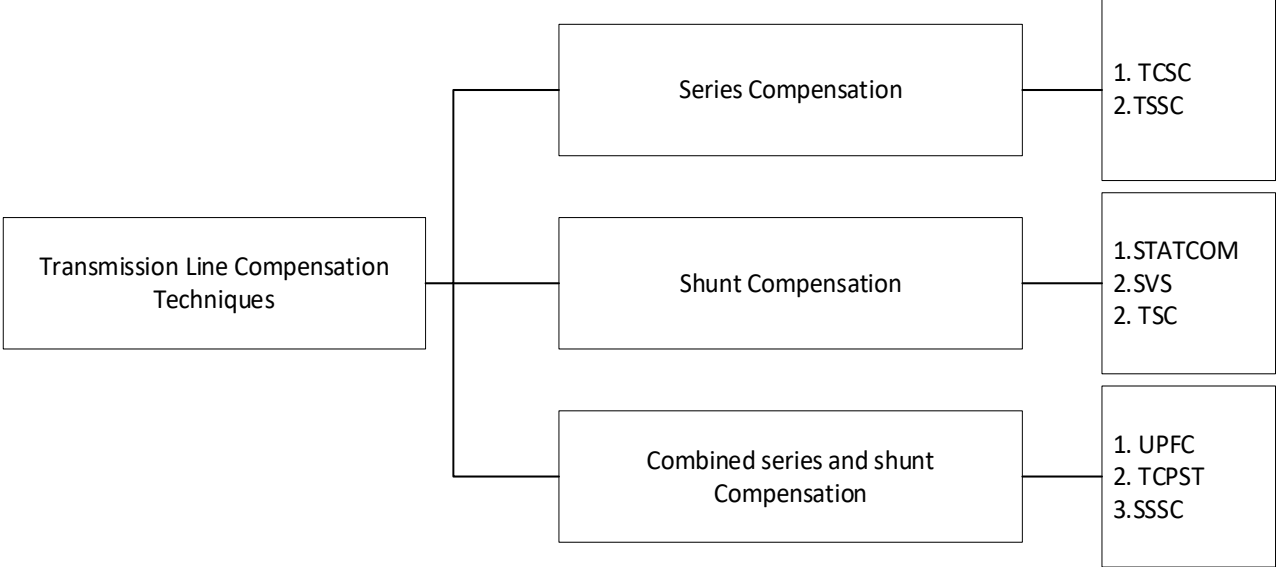 Transmission Line Compensation
Techniques
Series Compensation
1. TCSC
2.TSSC
Shunt Compensation
1.STATCOM
2.SVS
2. TSC
Combined series and shunt
Compensation
1. UPFC
2. TCPST
3.SSSC